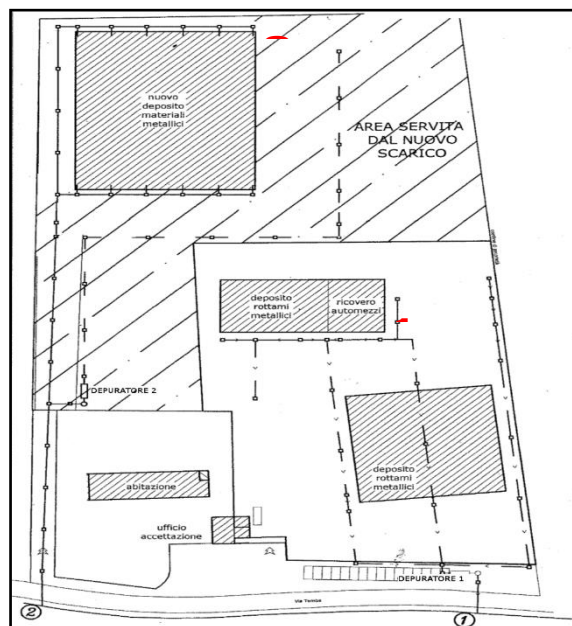 nuovo
deposito
materiali
metallici
AREA SERVITA
DAL NUOVO
SCARICO
deposito
rottami
metallici
ricovero
automezzi
DEPURATORE 2
deposito
rottami
metallici
abitazione
ufficio
accettazione
DEPURATORE 1
Via Tomba
2
1